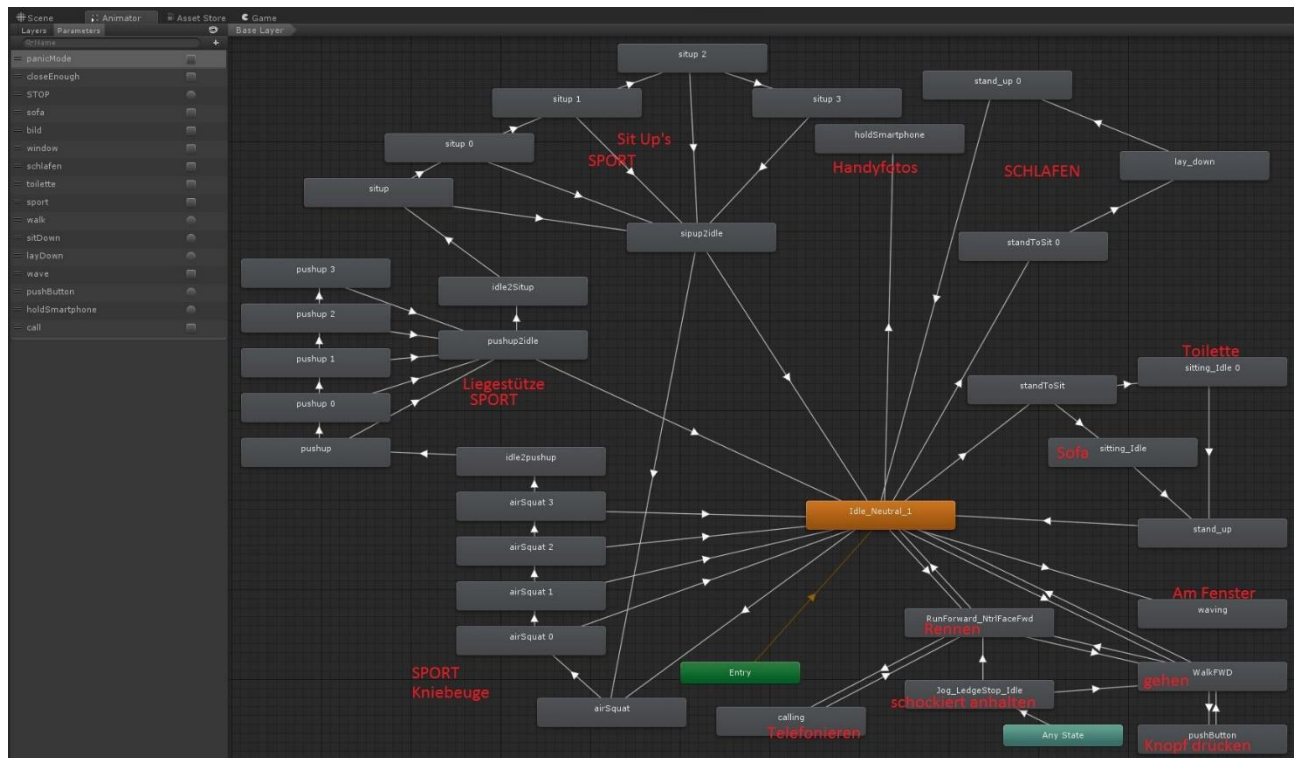 Scene
Animator
Asset Store
Game
Layers Parameters
Base Layer
Name
+
panicMode
closeEnough
STOP
sofa
bild
window
schlafen
toilette
sport
walk
sitDown
layDown
wave
pushButton
holdSmartphone
call
situp 2
situp 1
situp 3
situp 0
situp
Sit Up's
SPORT
holdSmartphone
Handyfotos
stand_up 0
SCHLAFEN
lay_down
standToSit 0
sipup2idle
idle2Situp
pushup 3
pushup 2
pushup 1
pushup 0
pushup
pushup2idle
Liegestütze
SPORT
Toilette
sitting_Idle 0
standToSit
Sofa
sitting_Idle
stand_up
idle2pushup
airSquat 3
airSquat 2
airSquat 1
airSquat 0
airSquat
SPORT
Kniebeuge
Idle_Neutral_1
Entry
Am Fenster
waving
RunForward_NtrlFaceFwd
Rennen
WalkFWD
gehen
Jog_LedgeStop_Idle
schockiert anhalten
calling
Telefonieren
Any State
pushButton
Knopf drücken